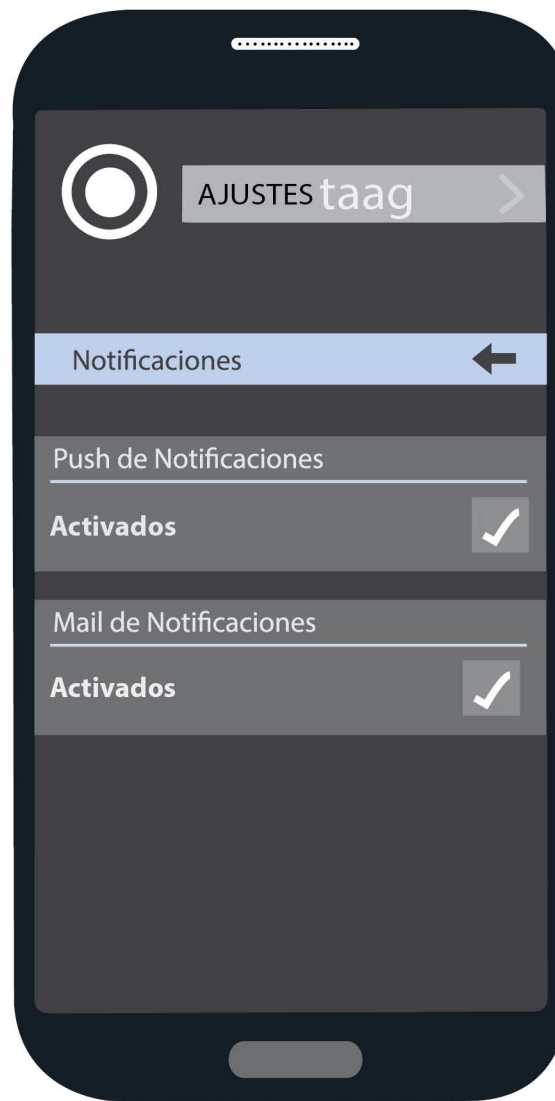 AJUSTES taag
Notificaciones
Push de Notificaciones
Activados
Mail de Notificaciones
Activados